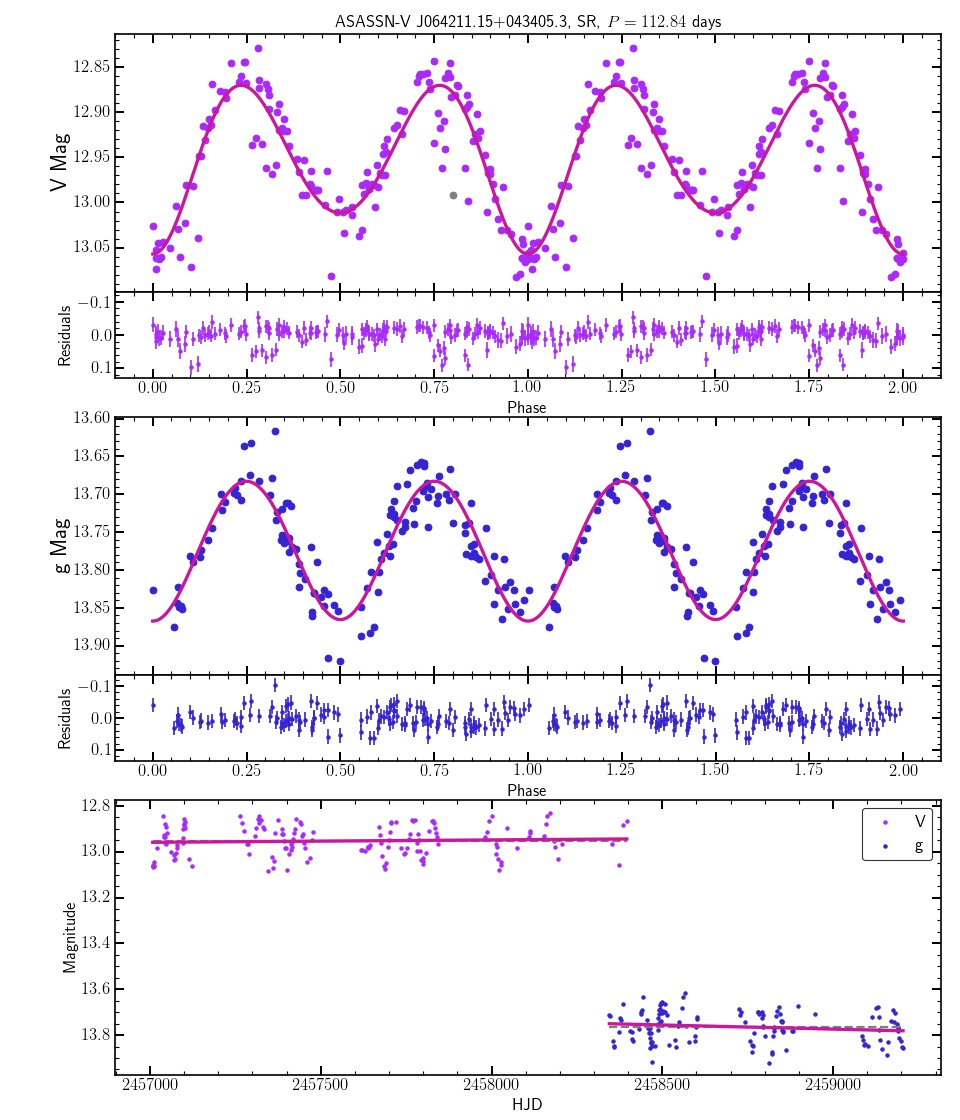 ASASSN-V J064211.15+043405.3, SR, P = 112.84 days
12.85
12.90
12.95
13.00
13.05
V Mag
−0.1
0.0
0.1
Residuals
0.00 0.25 0.50 0.75 1.00 1.25 1.50 1.75 2.00
Phase
13.60
13.65
13.70
13.75
13.80
13.85
13.90
g Mag
−0.1
0.0
0.1
Residuals
0.00 0.25 0.50 0.75 1.00 1.25 1.50 1.75 2.00
Phase
12.8
13.0
13.2
13.4
13.6
13.8
Magnitude
V
g
2457000 2457500 2458000 2458500 2459000
HJD